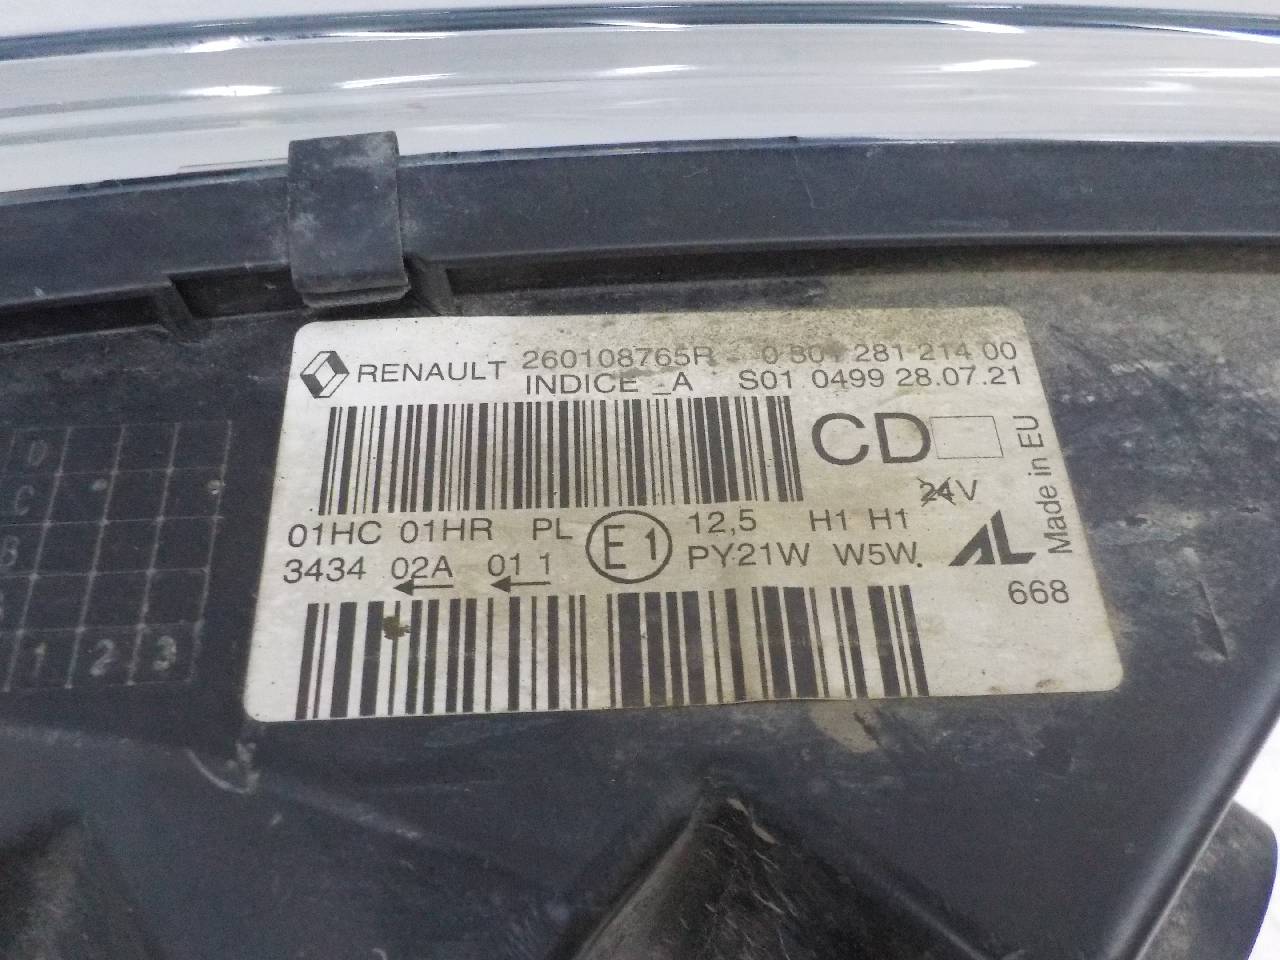 RENAULT 260108765R 0 301 281 214 00
INDICE _A S01 0499 28.07.21
CD
Made in EU
24V
01HC 01HR PL E1 12,5 H1 H1
3434 02A 01 1 PY21W W5W.
AL
668
D
C
B
1 2 3